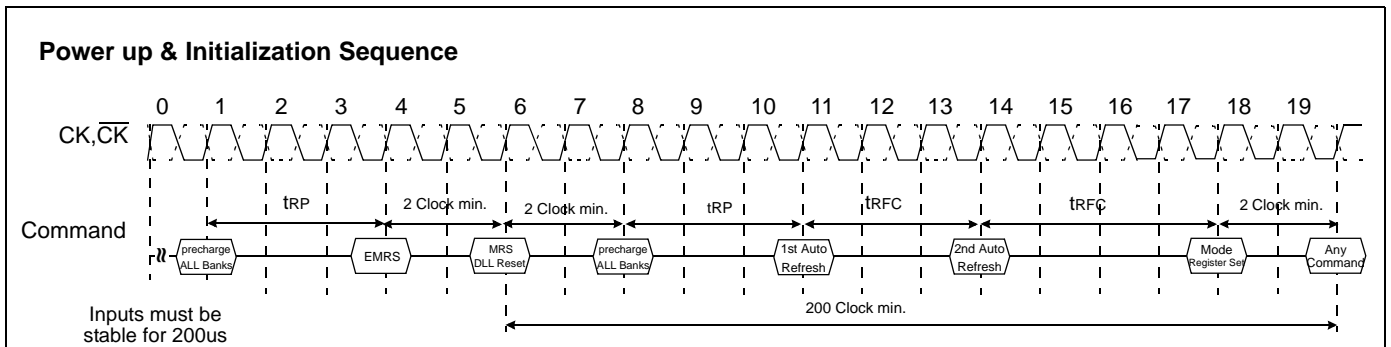 Power up & Initialization Sequence
0 1 2 3 4 5 6 7 8 9 10 11 12 13 14 15 16 17 18 19
CK,CK
tRP 2 Clock min. 2 Clock min. tRP tRFC tRFC 2 Clock min.
Command
precharge
ALL Banks
EMRS
MRS
DLL Reset
precharge
ALL Banks
1st Auto
Refresh
2nd Auto
Refresh
Mode
Register Set
Any
Command
200 Clock min.
Inputs must be
stable for 200us